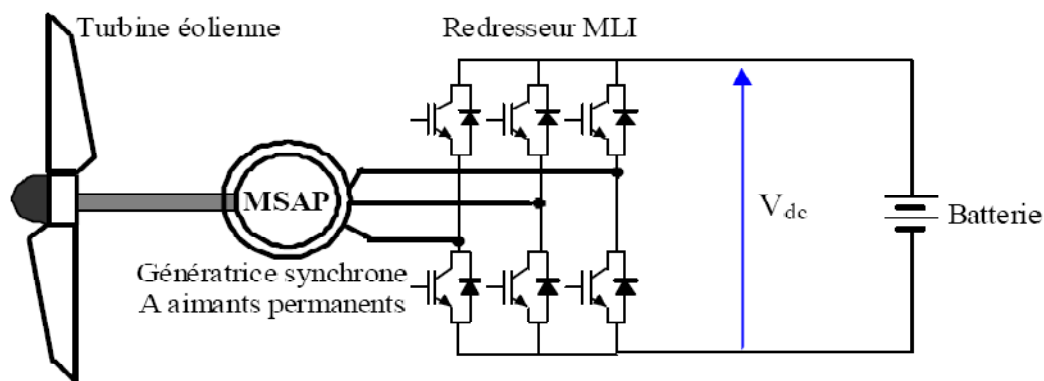 Turbine éolienne
Redresseur MLI
MSAP
Vdc
Batterie
Génératrice synchrone
A aimants permanents